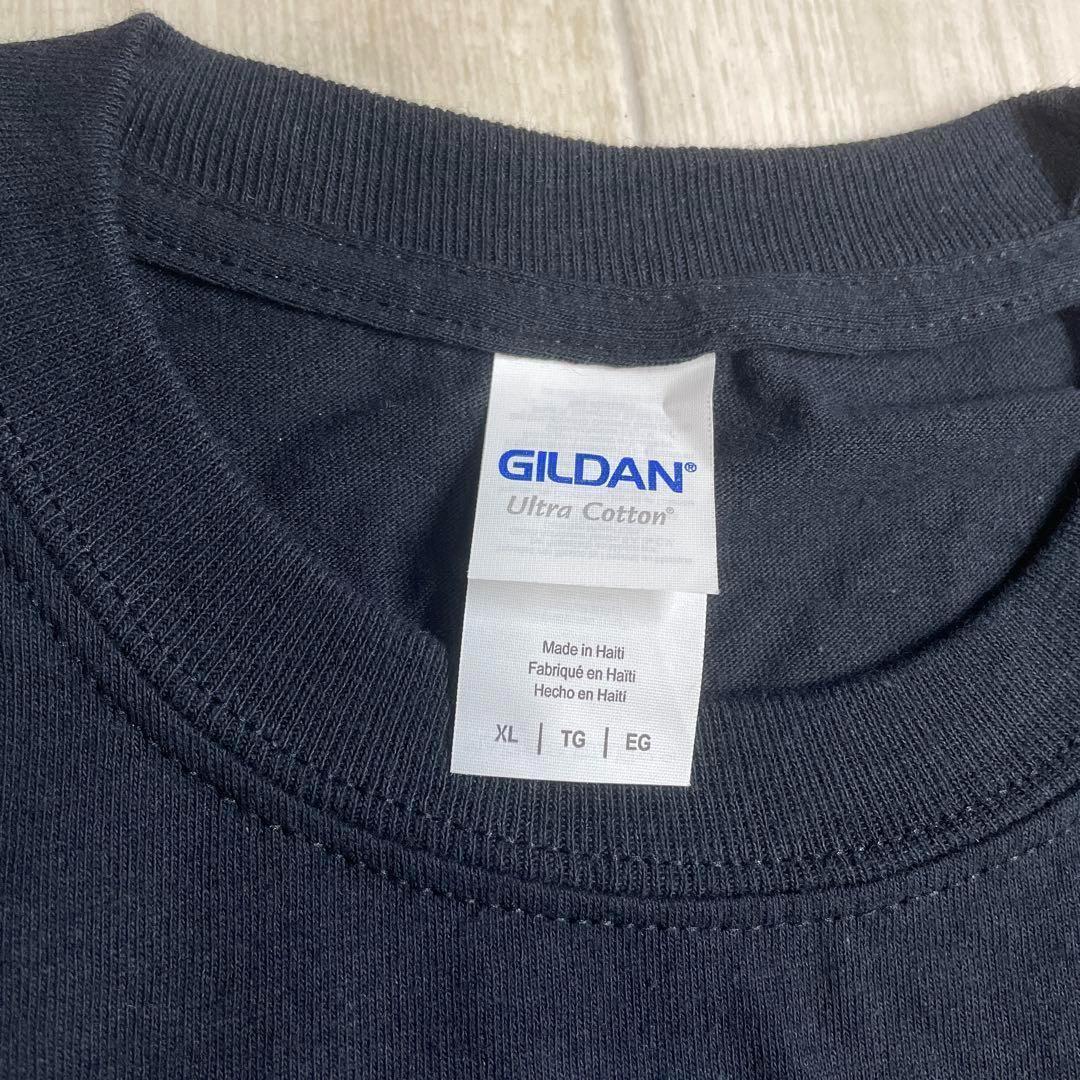 GILDAN®
Ultra Cotton®
Made in Haiti
Fabriqué en Haïti
Hecho en Haití
XL | TG | EG